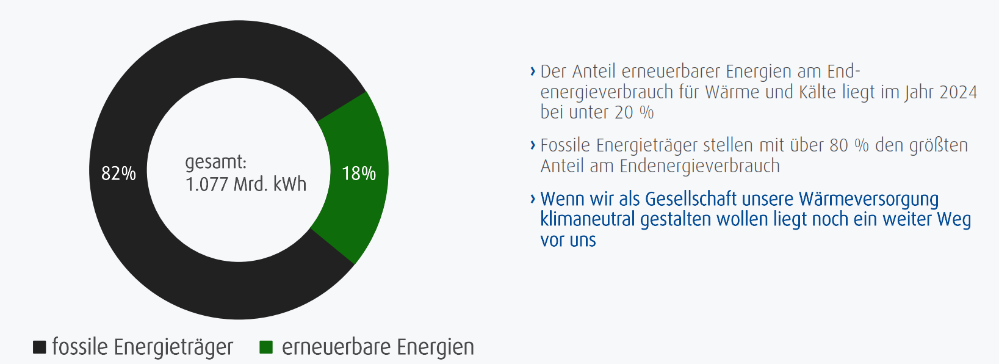 82%
gesamt:
1.077 Mrd. kWh
18%
fossile Energieträger
erneuerbare Energien
› Der Anteil erneuerbarer Energien am End-
energieverbrauch für Wärme und Kälte liegt im Jahr 2024
bei unter 20 %
› Fossile Energieträger stellen mit über 80 % den größten
Anteil am Endenergieverbrauch
› Wenn wir als Gesellschaft unsere Wärmeversorgung
klimaneutral gestalten wollen liegt noch ein weiter Weg
vor uns